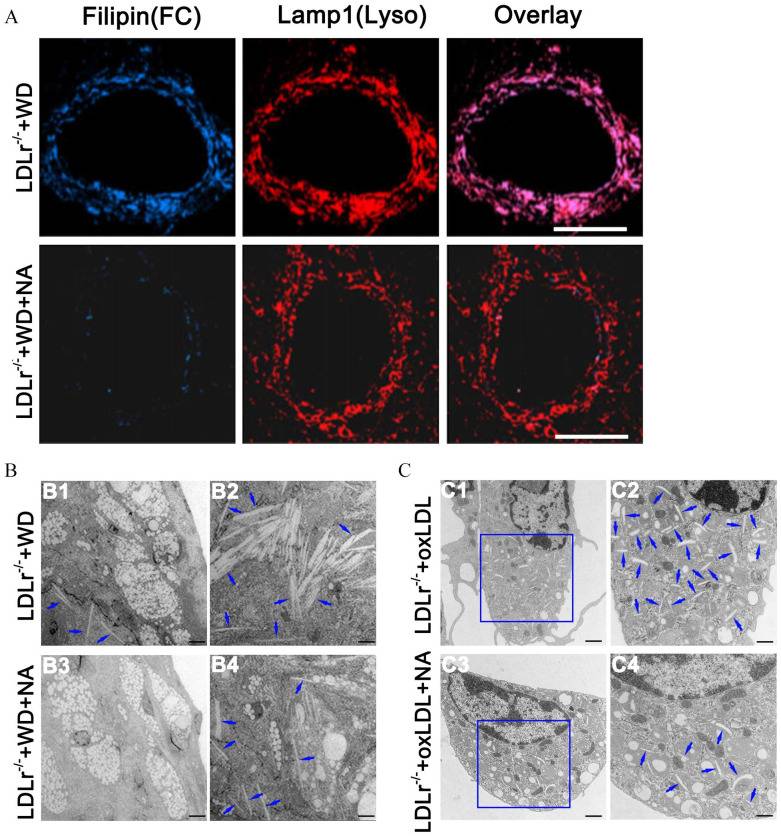 A
Filipin(FC) Lamp1(Lyso) Overlay
LDLr-/-+WD
LDLr-/-+WD+NA
B
LDLr-/-+WD
B1 B2
LDLr-/-+WD+NA
B3 B4
C
LDLr-/-+oxLDL
C1 C2
LDLr-/-+oxLDL+NA
C3 C4